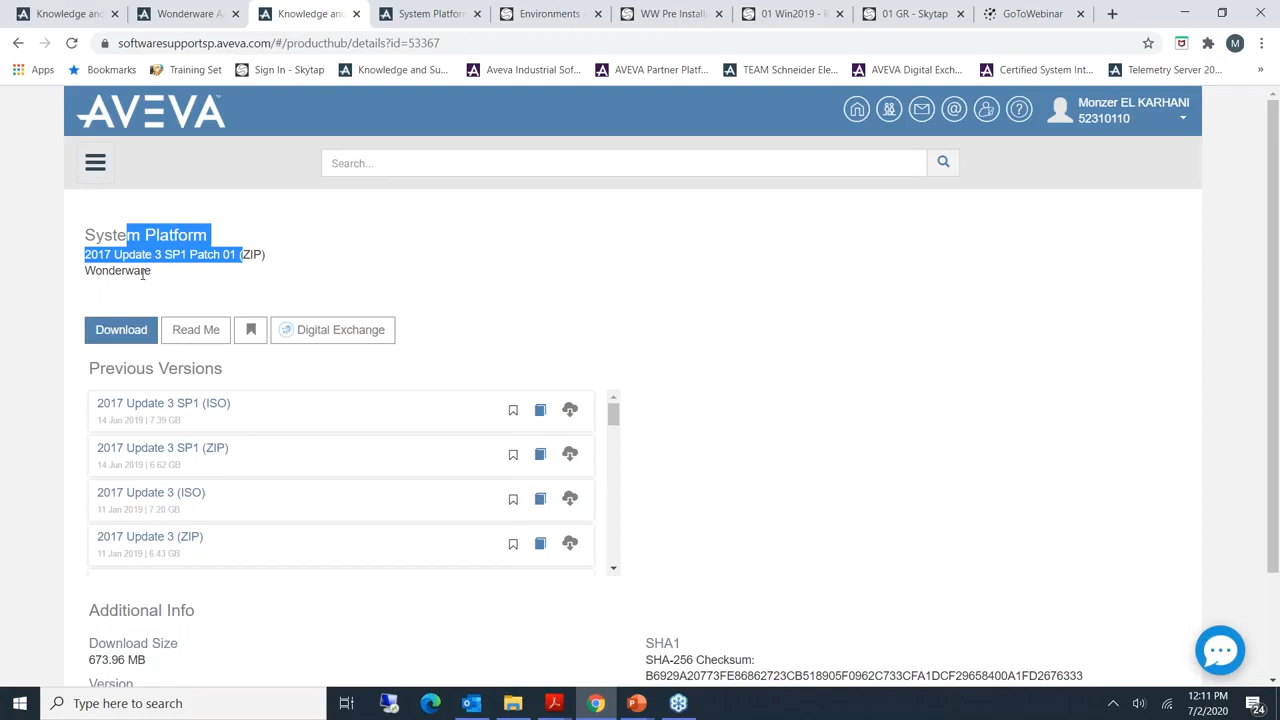 Knowledge and
Wonderware A
Knowledge and
System Platfor
Environments -
WW Pre Install
01 Win2019 -
01 GR - Skytap
GoToWebinar
softwaresupportsp.aveva.com/#/producthub/details?id=53367
M
Apps
Bookmarks
Training Set
Sign In - Skytap
Knowledge and Su...
Aveva Industrial Sof...
AVEVA Partner Platf...
TEAM Schneider Ele...
AVEVA Digital Exch...
Certified System Int...
Telemetry Server 20...
»
AVEVA
Monzer EL KARHANI
52310110
Search...
System Platform
2017 Update 3 SP1 Patch 01 (ZIP)
Wonderware
Download
Read Me
Digital Exchange
Previous Versions
2017 Update 3 SP1 (ISO)
14 Jun 2019 | 7.39 GB
2017 Update 3 SP1 (ZIP)
14 Jun 2019 | 6.62 GB
2017 Update 3 (ISO)
11 Jan 2019 | 7.20 GB
2017 Update 3 (ZIP)
11 Jan 2019 | 6.43 GB
Additional Info
Download Size
673.96 MB
Version
SHA1
SHA-256 Checksum:
B6929A20773FE86862723CB518905F0962C733CFA1DCF29658400A1FD2676333
Type here to search
12:11 PM
7/2/2020
24